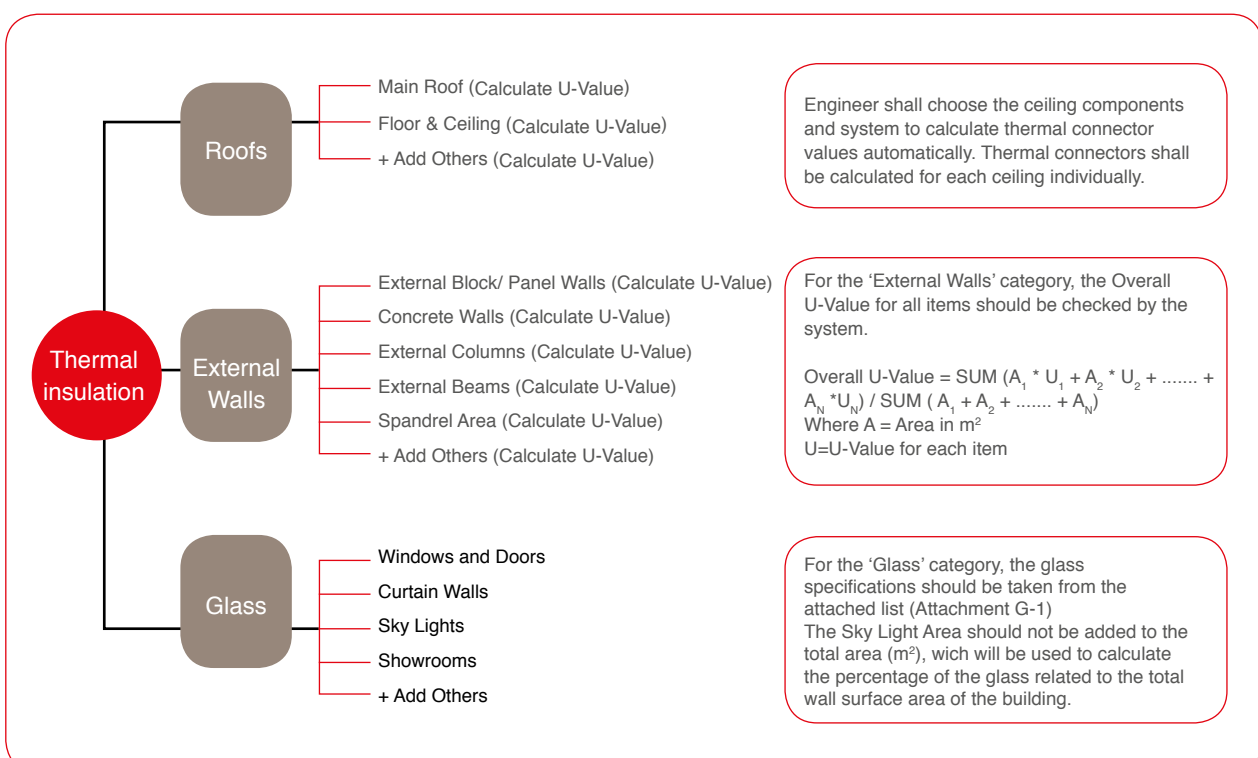 Thermal
insulation
Roofs
Main Roof (Calculate U-Value)
Floor & Ceiling (Calculate U-Value)
+ Add Others (Calculate U-Value)
Engineer shall choose the ceiling components
and system to calculate thermal connector
values automatically. Thermal connectors shall
be calculated for each ceiling individually.
External
Walls
External Block/ Panel Walls (Calculate U-Value)
Concrete Walls (Calculate U-Value)
External Columns (Calculate U-Value)
External Beams (Calculate U-Value)
Spandrel Area (Calculate U-Value)
+ Add Others (Calculate U-Value)
For the ‘External Walls’ category, the Overall
U-Value for all items should be checked by the
system.
Overall U-Value = SUM (A₁ * U₁ + A₂ * U₂ + ....... +
A_N *U_N) / SUM ( A₁ + A₂ + ....... + A_N)
Where A = Area in m²
U=U-Value for each item
Glass
Windows and Doors
Curtain Walls
Sky Lights
Showrooms
+ Add Others
For the ‘Glass’ category, the glass
specifications should be taken from the
attached list (Attachment G-1)
The Sky Light Area should not be added to the
total area (m²), wich will be used to calculate
the percentage of the glass related to the total
wall surface area of the building.